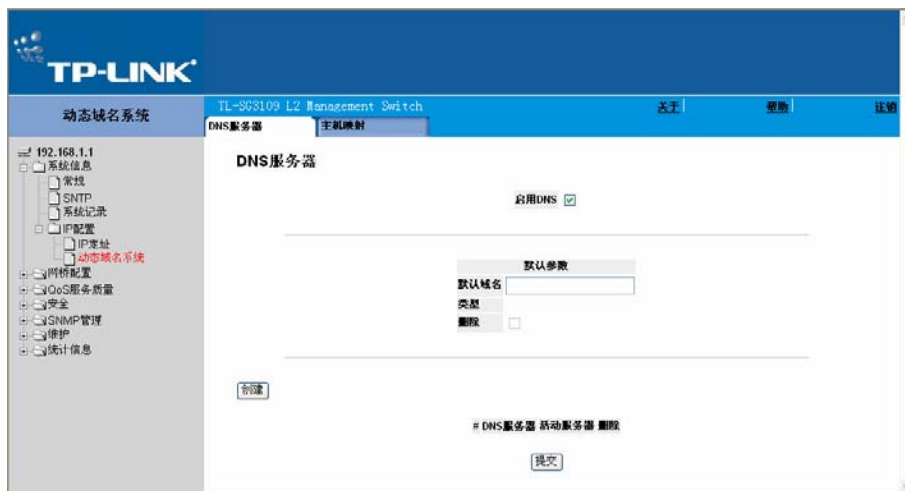 TP-LINK
动态域名系统
TL-SG3109 L2 Management Switch
关于
帮助
注销
DNS服务器
主机映射
192.168.1.1
系统信息
常规
SNTP
系统记录
IP配置
IP定址
动态域名系统
网桥配置
QoS服务质量
安全
SNMP管理
维护
统计信息
DNS服务器
启用DNS
默认参数
默认域名
类型
删除
创建
# DNS服务器 活动服务器 删除
提交